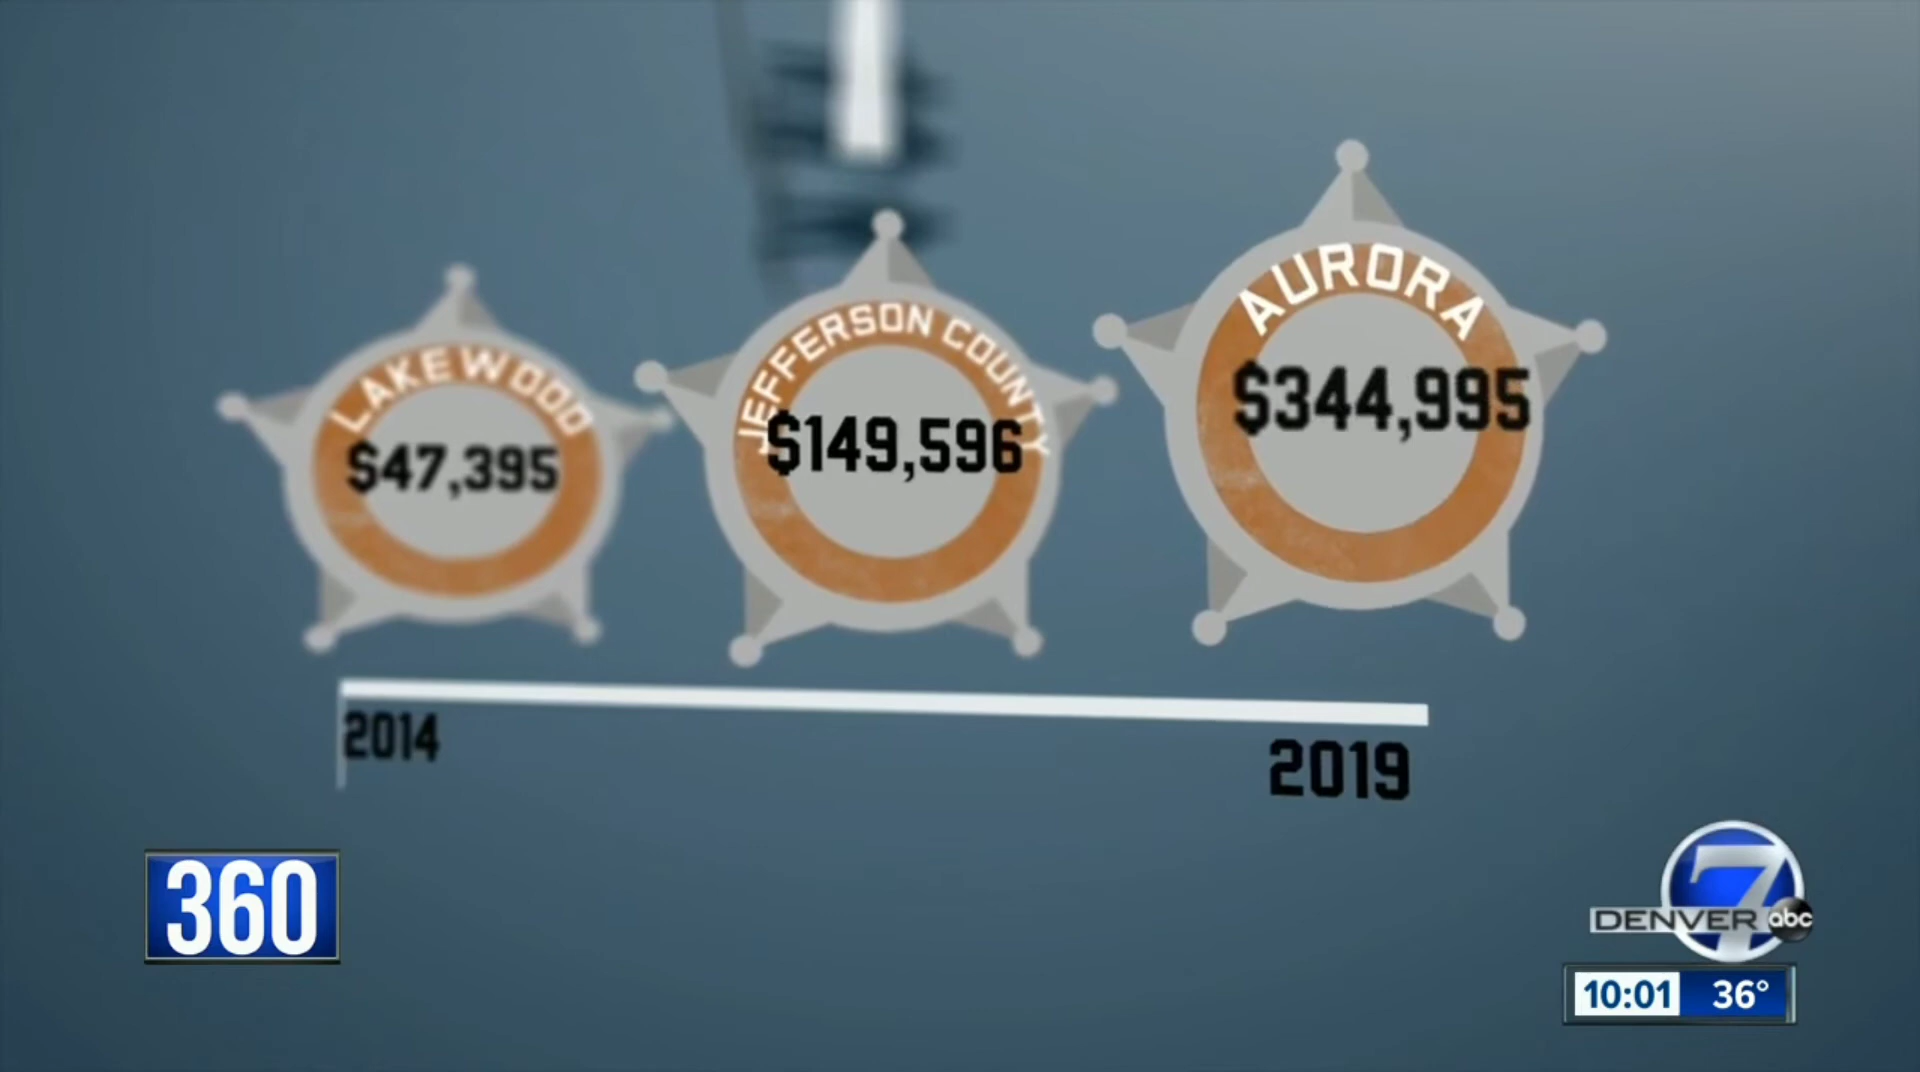 LAKEWOOD
$47,395
JEFFERSON COUNTY
$149,596
AURORA
$344,995
2014
2019
360
7
DENVER abc
10:01 36°